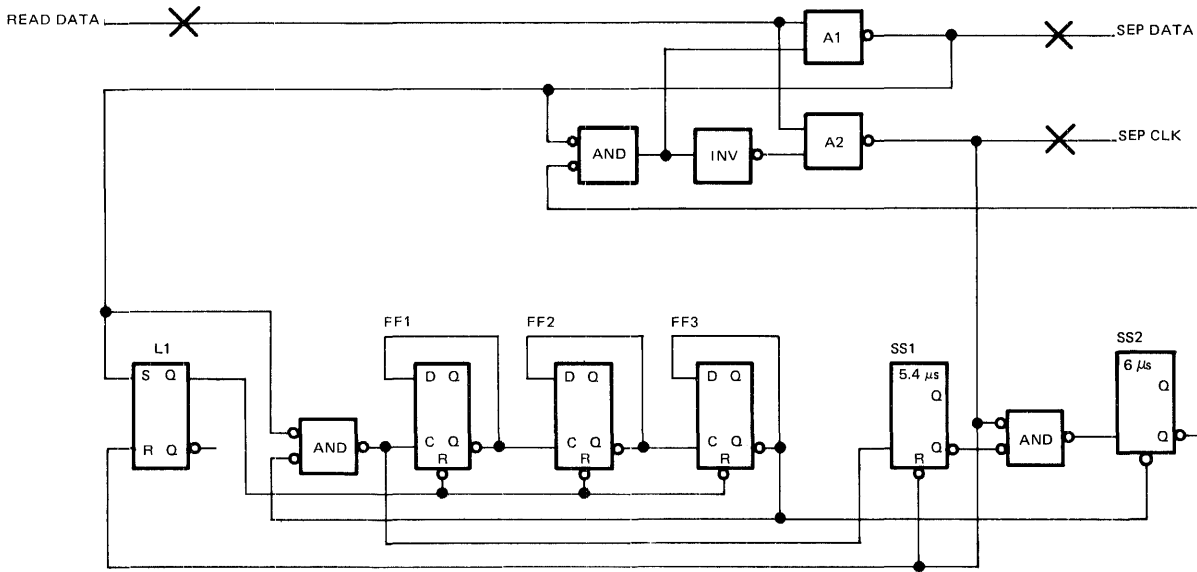 READ DATA
A1
SEP DATA
AND
INV
A2
SEP CLK
L1
S Q
R Q
AND
FF1
D Q
C Q
R
FF2
D Q
C Q
R
FF3
D Q
C Q
R
SS1
5.4 μs
Q
Q
R
AND
SS2
6 μs
Q
Q